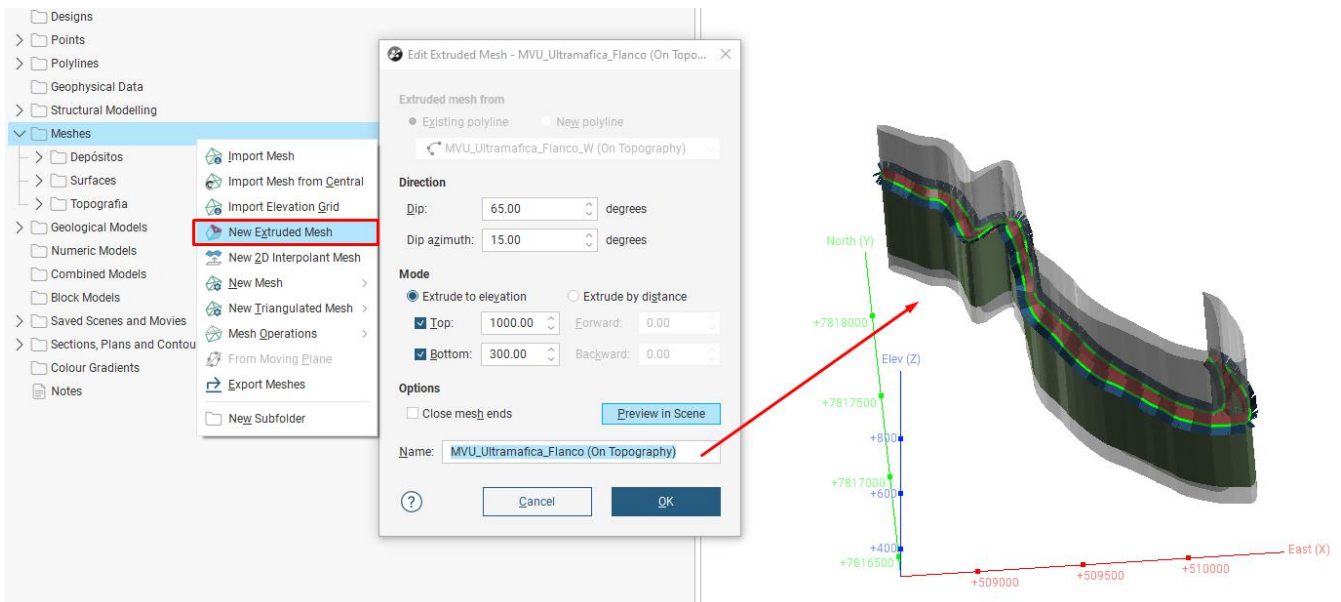 Designs
Points
Polylines
Geophysical Data
Structural Modelling
Meshes
Depósitos
Surfaces
Topografia
Geological Models
Numeric Models
Combined Models
Block Models
Saved Scenes and Movies
Sections, Plans and Contou
Colour Gradients
Notes
Import Mesh
Import Mesh from Central
Import Elevation Grid
New Extruded Mesh
New 2D Interpolant Mesh
New Mesh
New Triangulated Mesh
Mesh Operations
From Moving Plane
Export Meshes
New Subfolder
Edit Extruded Mesh - MVU_Ultramafica_Flanco (On Topo...
Extruded mesh from
Existing polyline New polyline
MVU_Ultramafica_Flanco_W (On Topography)
Direction
Dip: 65.00 degrees
Dip azimuth: 15.00 degrees
Mode
Extrude to elevation Extrude by distance
Top: 1000.00 Forward: 0.00
Bottom: 300.00 Backward: 0.00
Options
Close mesh ends Preview in Scene
Name: MVU_Ultramafica_Flanco (On Topography)
? Cancel OK
North (Y)
+7818000
Elev (Z)
+7817500
+800
+7817000
+600
+400
+7816500
East (X)
+509000 +509500 +510000